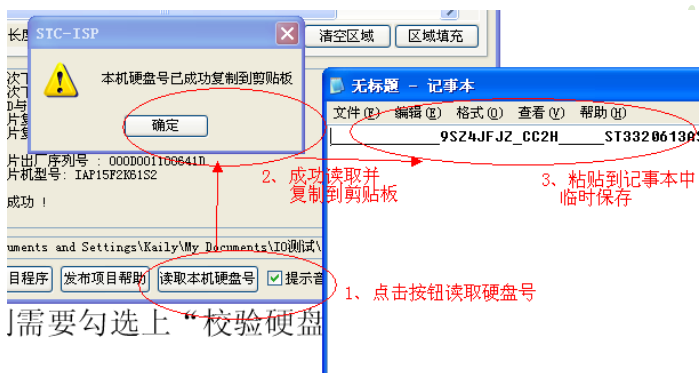 STC-ISP
清空区域 区域填充
本机硬盘号已成功复制到剪贴板
确定
无标题 - 记事本
文件(F) 编辑(E) 格式(O) 查看(V) 帮助(H)
9SZ4JFJZ_CC2H_____ST3320613AS
片出厂序列号 : 000D001100641D
片机型号: IAP15F2K61S2
成功 !
2、成功读取并
复制到剪贴板
3、粘贴到记事本中
临时保存
uments and Settings\Kaily\My Documents\IO测试\
目程序 发布项目帮助 读取本机硬盘号 提示音
1、点击按钮读取硬盘号
需要勾选上“校验硬盘